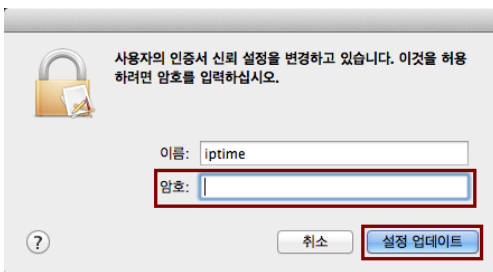 사용자의 인증서 신뢰 설정을 변경하고 있습니다. 이것을 허용
하려면 암호를 입력하십시오.
이름: iptime
암호:
? 취소 설정 업데이트